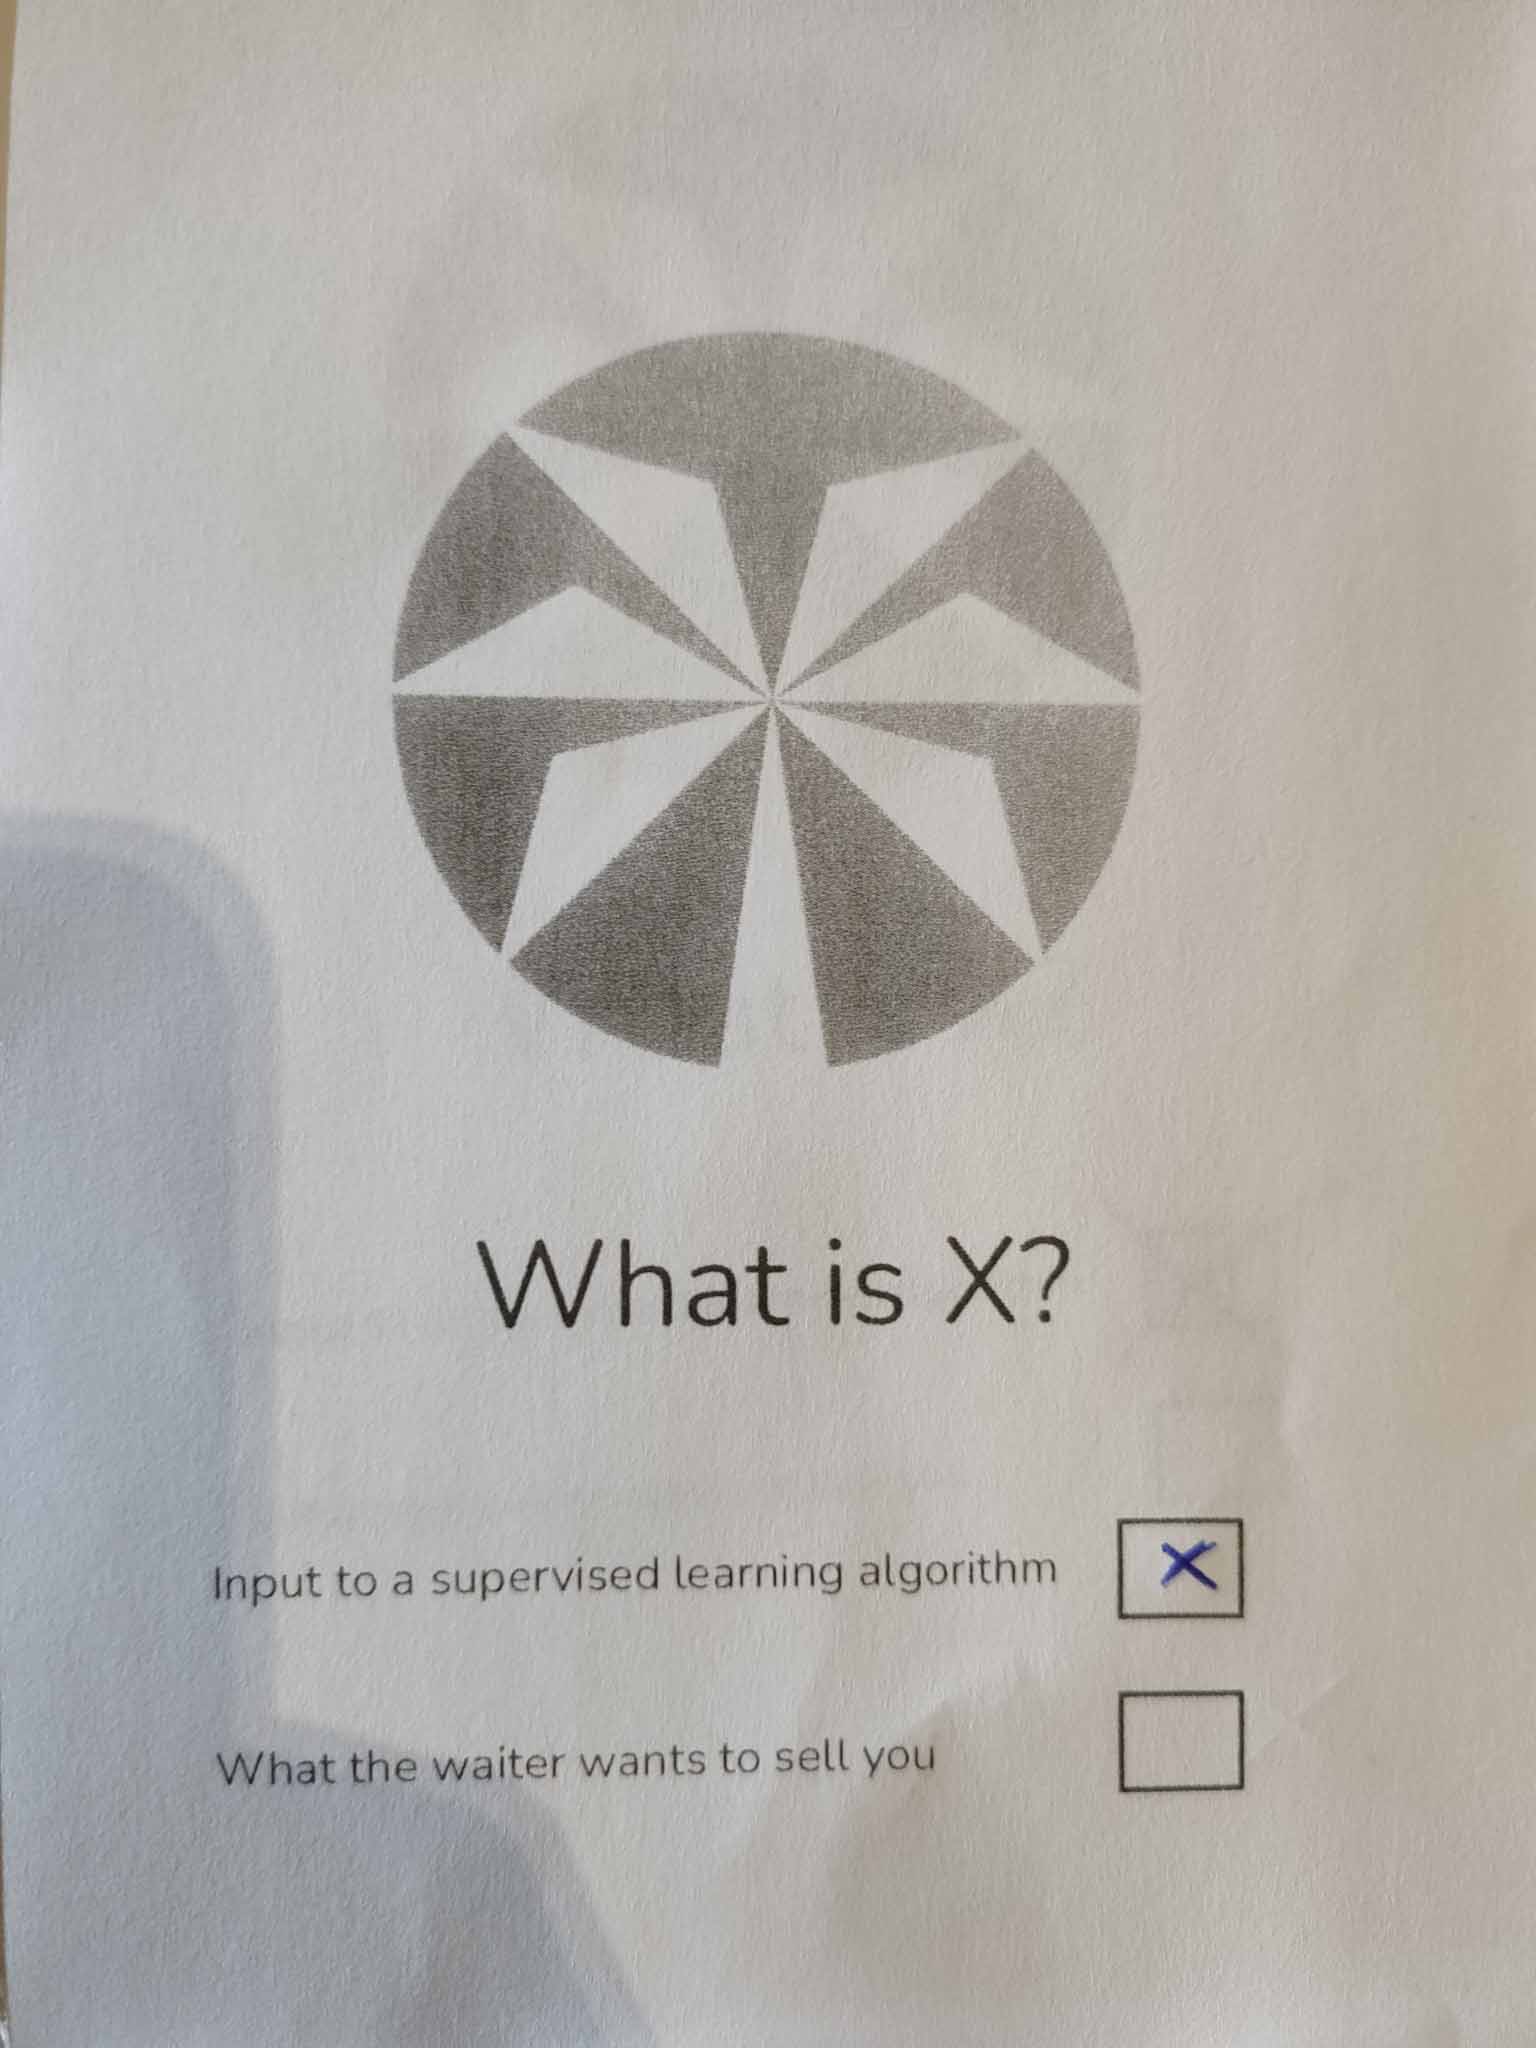 What is X?
Input to a supervised learning algorithm X
What the waiter wants to sell you